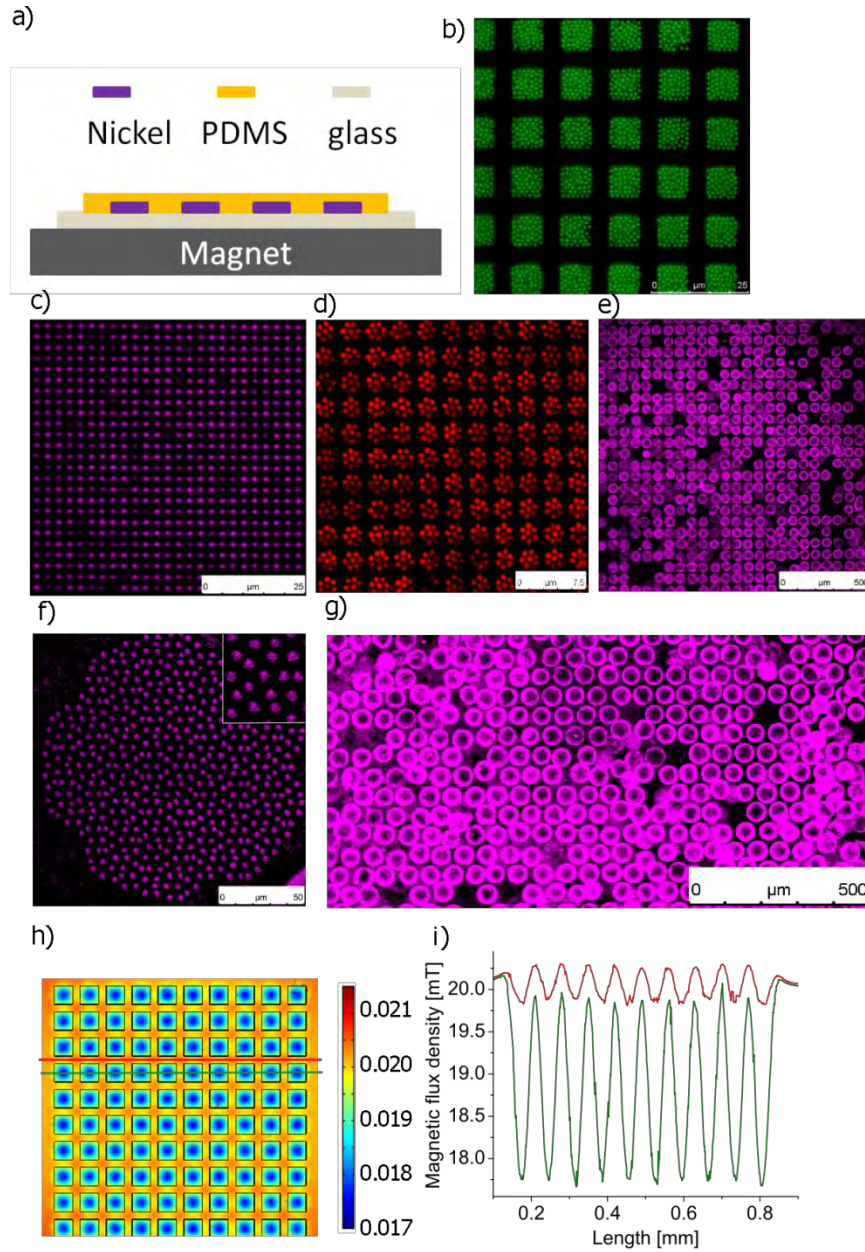 a)
Nickel PDMS glass
Magnet
b)
0 µm 25
c)
0 µm 25
d)
0 µm 7.5
e)
0 µm 500
f)
0 µm 50
g)
0 µm 500
h)
0.021
0.020
0.019
0.018
0.017
i)
Magnetic flux density [mT]
20.0
19.5
19.0
18.5
18.0
0.2 0.4 0.6 0.8
Length [mm]